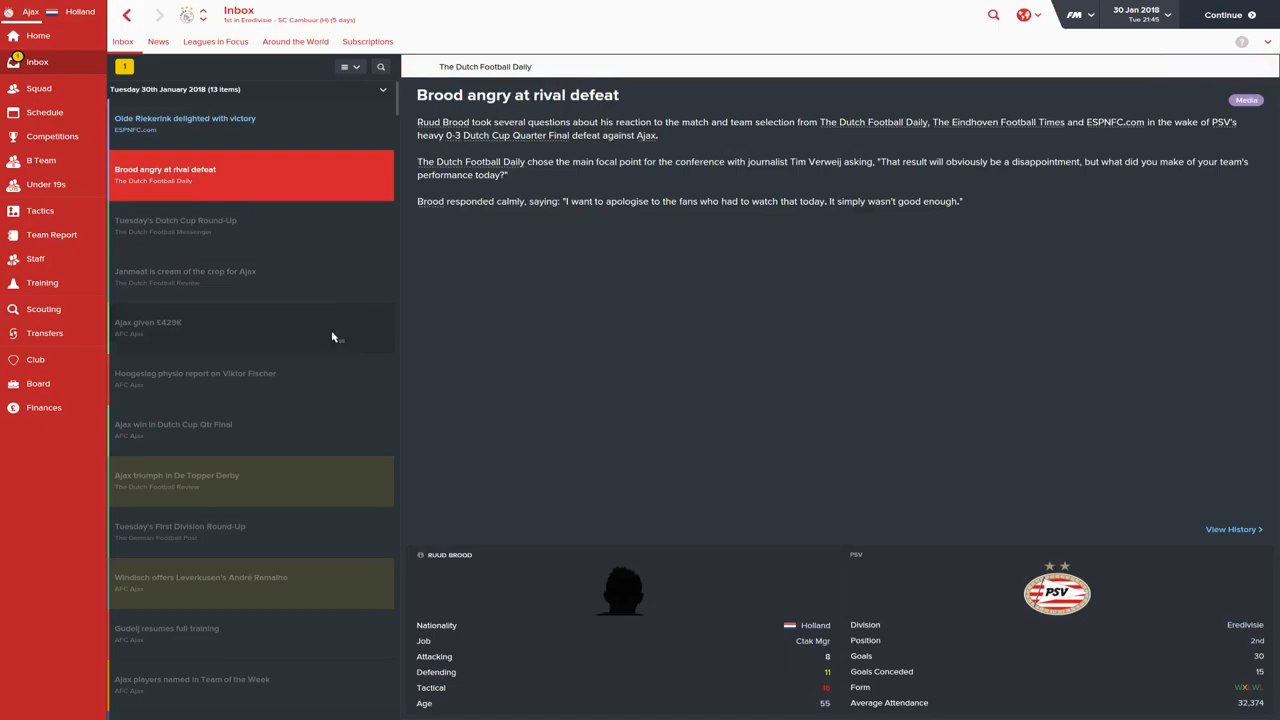 Ajax Holland
Home
1
Inbox
Squad
Schedule
Competitions
B Team
Under 19s
Tactics
Team Report
Staff
Training
Scouting
Transfers
Club
Board
Finances
Inbox
1st in Eredivisie - SC Cambuur (H) (5 days)
FM
30 Jan 2018
Tue 21:45
Continue
Inbox News Leagues in Focus Around the World Subscriptions
?
1
Tuesday 30th January 2018 (13 items)
Olde Riekerink delighted with victory
ESPNFC.com
Brood angry at rival defeat
The Dutch Football Daily
Tuesday's Dutch Cup Round-Up
The Dutch Football Messenger
Janmaat is cream of the crop for Ajax
The Dutch Football Review
Ajax given £429K
AFC Ajax
Hoogeslag physio report on Viktor Fischer
AFC Ajax
Ajax win in Dutch Cup Qtr Final
AFC Ajax
Ajax triumph in De Topper Derby
The Dutch Football Review
Tuesday's First Division Round-Up
The German Football Post
Windisch offers Leverkusen's André Ramalho
AFC Ajax
Gudelj resumes full training
AFC Ajax
Ajax players named in Team of the Week
AFC Ajax
The Dutch Football Daily
Brood angry at rival defeat
Media
Ruud Brood took several questions about his reaction to the match and team selection from The Dutch Football Daily, The Eindhoven Football Times and ESPNFC.com in the wake of PSV's
heavy 0-3 Dutch Cup Quarter Final defeat against Ajax.
The Dutch Football Daily chose the main focal point for the conference with journalist Tim Verweij asking, "That result will obviously be a disappointment, but what did you make of your team's
performance today?"
Brood responded calmly, saying: "I want to apologise to the fans who had to watch that today. It simply wasn't good enough."
View History >
RUUD BROOD
Nationality Holland
Job Ctak Mgr
Attacking 8
Defending 11
Tactical 16
Age 55
PSV
PSV
Division Eredivisie
Position 2nd
Goals 30
Goals Conceded 15
Form WXLWL
Average Attendance 32,374